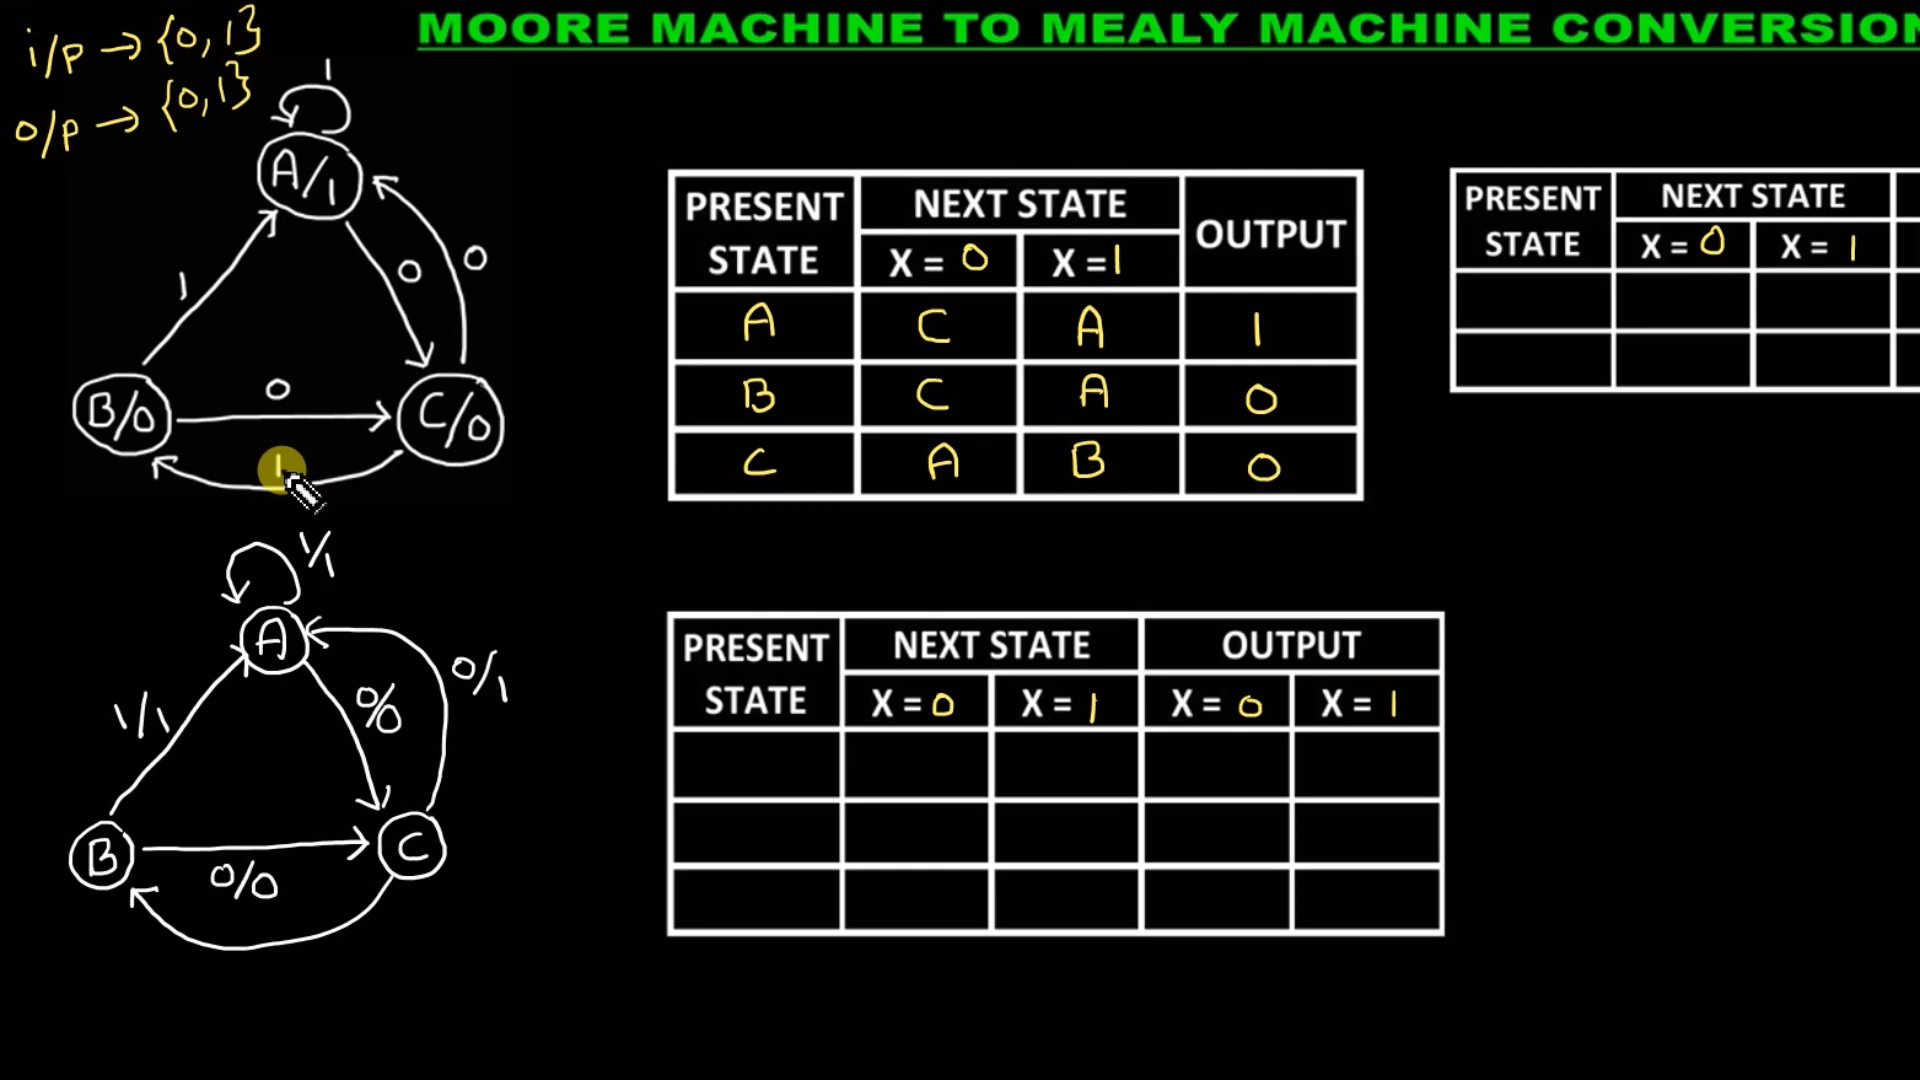 MOORE MACHINE TO MEALY MACHINE CONVERSION
i/p → {0, 1}
o/p → {0, 1}
1
A/1
1
0
0
B/0
0
C/0
1
PRESENT STATE NEXT STATE OUTPUT
X = 0 X = 1
A C A 1
B C A 0
C A B 0
PRESENT STATE NEXT STATE
X = 0 X = 1
1/1
A
1/1
0/0
0/1
B
0/0
C
PRESENT STATE NEXT STATE OUTPUT
X = 0 X = 1 X = 0 X = 1